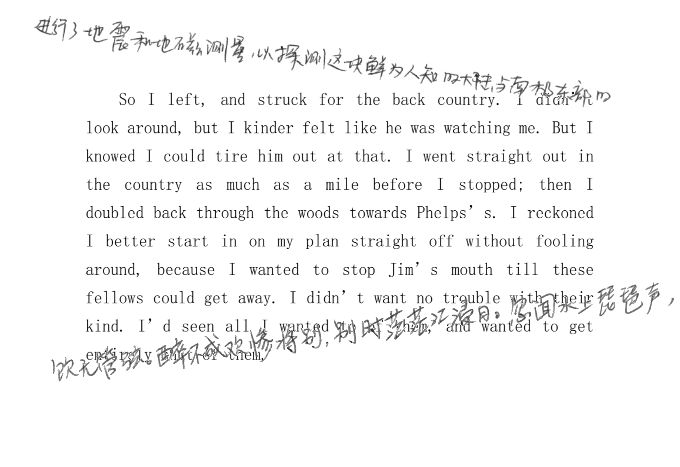 进行了地震和地磁测量，以探测这块鲜为人知的大陆与南极东部的
So I left, and struck for the back country. I didn't
look around, but I kinder felt like he was watching me. But I
knowed I could tire him out at that. I went straight out in
the country as much as a mile before I stopped; then I
doubled back through the woods towards Phelps's. I reckoned
I better start in on my plan straight off without fooling
around, because I wanted to stop Jim's mouth till these
fellows could get away. I didn't want no trouble with their
kind. I'd seen all I wanted to of them, and wanted to get
entirely shut of them,
饮无管弦。醉不成欢惨将别，别时茫茫江浸月。忽闻水上琵琶声，